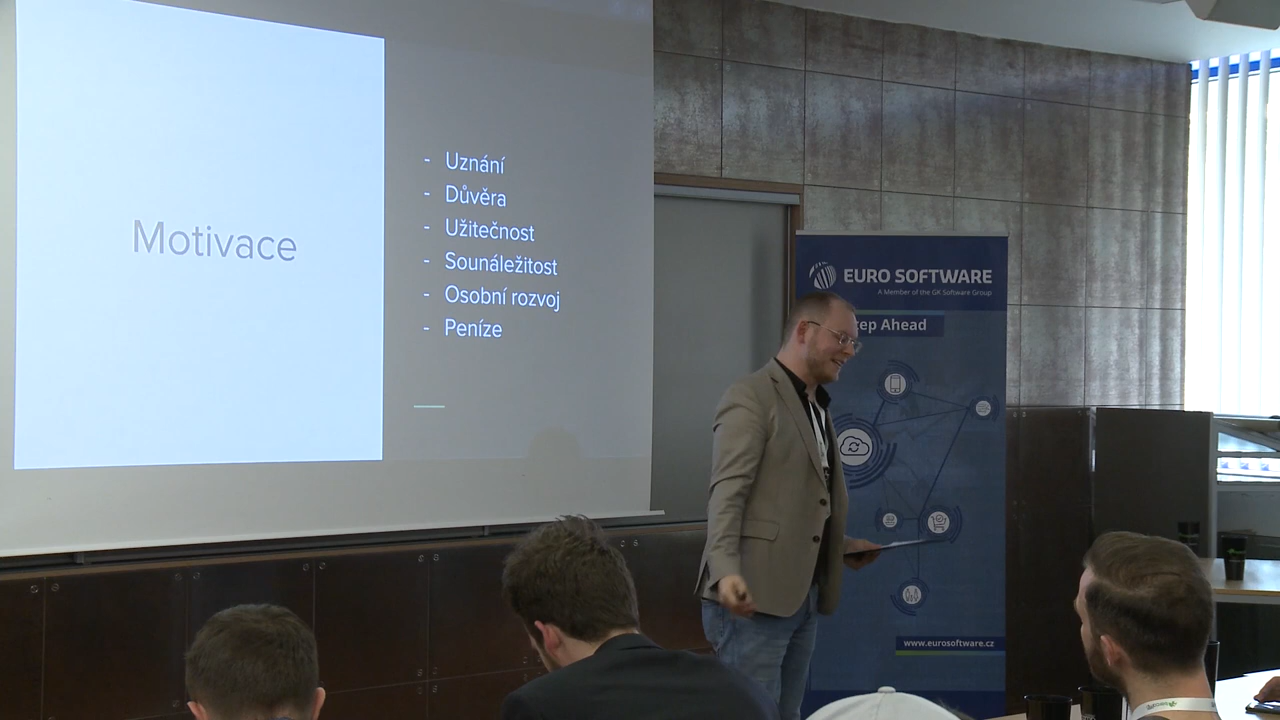 Motivace
- Uznání
- Důvěra
- Užitečnost
- Sounáležitost
- Osobní rozvoj
- Peníze
EURO SOFTWARE
A Member of the GK Software Group
Ahead
www.eurosoftware.cz